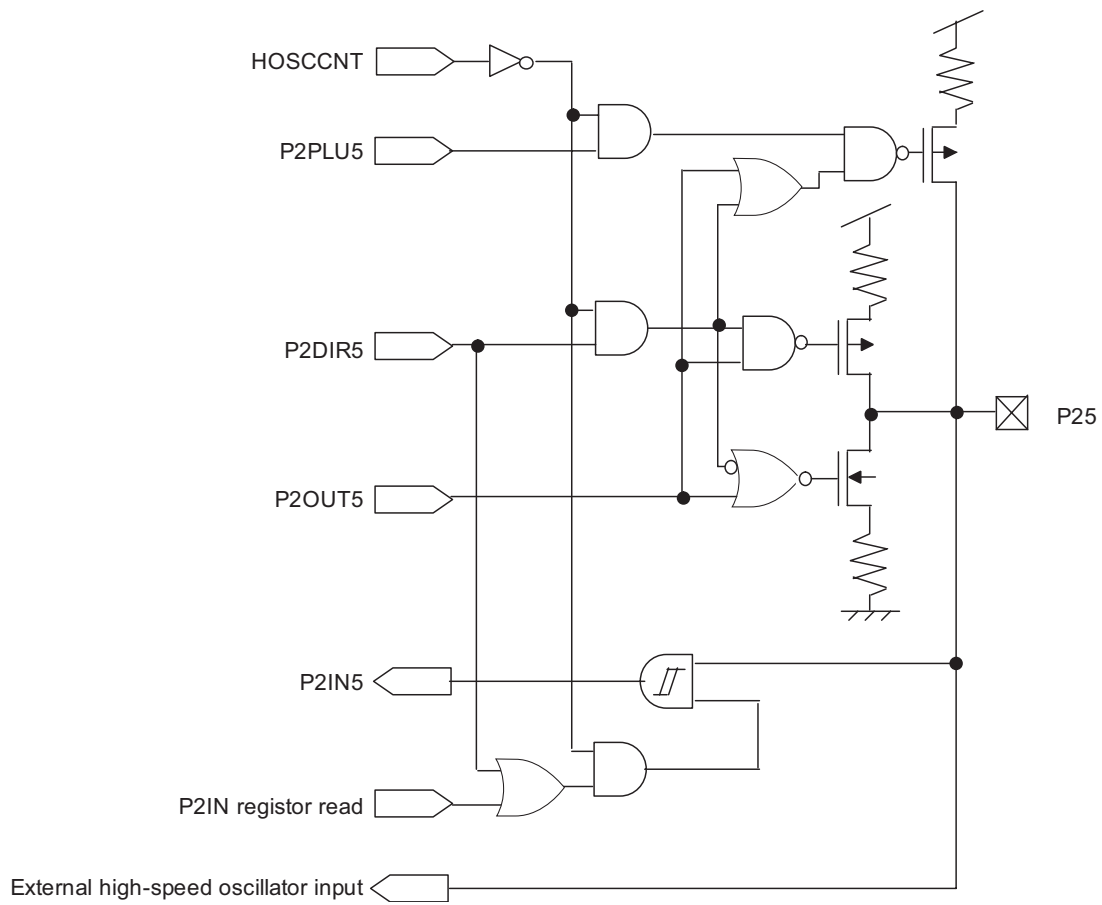 HOSCCNT
P2PLU5
P2DIR5
P25
P2OUT5
P2IN5
P2IN registor read
External high-speed oscillator input